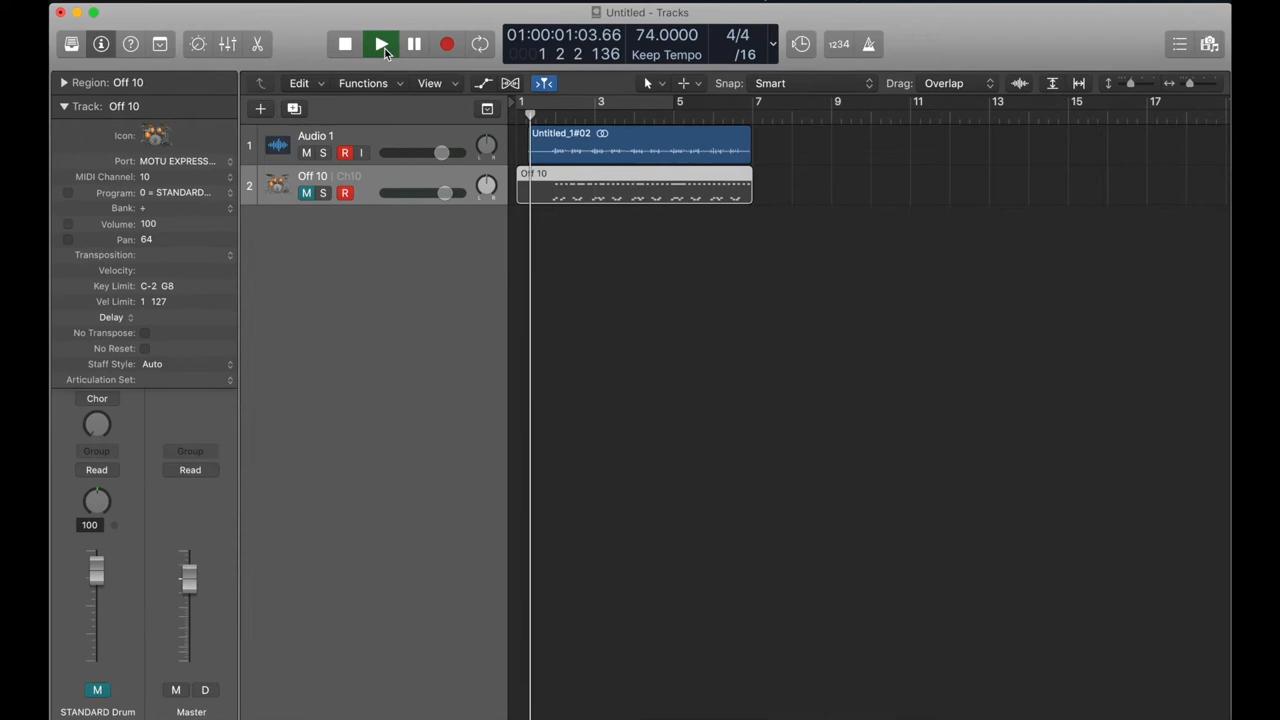 Untitled - Tracks
01:00:01:03.66 74.0000 4/4
0001 2 2 136 Keep Tempo /16
1234
Region: Off 10
Edit Functions View Snap: Smart Drag: Overlap
Track: Off 10
1 3 5 7 9 11 13 15 17
Icon:
1 Audio 1 Untitled_1#02
M S R I L R
Port: MOTU EXPRESS...
MIDI Channel: 10
2 Off 10 | Ch10 Off 10
M S R L R
Program: 0 = STANDARD...
Bank: +
Volume: 100
Pan: 64
Transposition:
Velocity:
Key Limit: C-2 G8
Vel Limit: 1 127
Delay
No Transpose:
No Reset:
Staff Style: Auto
Articulation Set:
Chor
Group Group
Read Read
100
M M D
STANDARD Drum Master